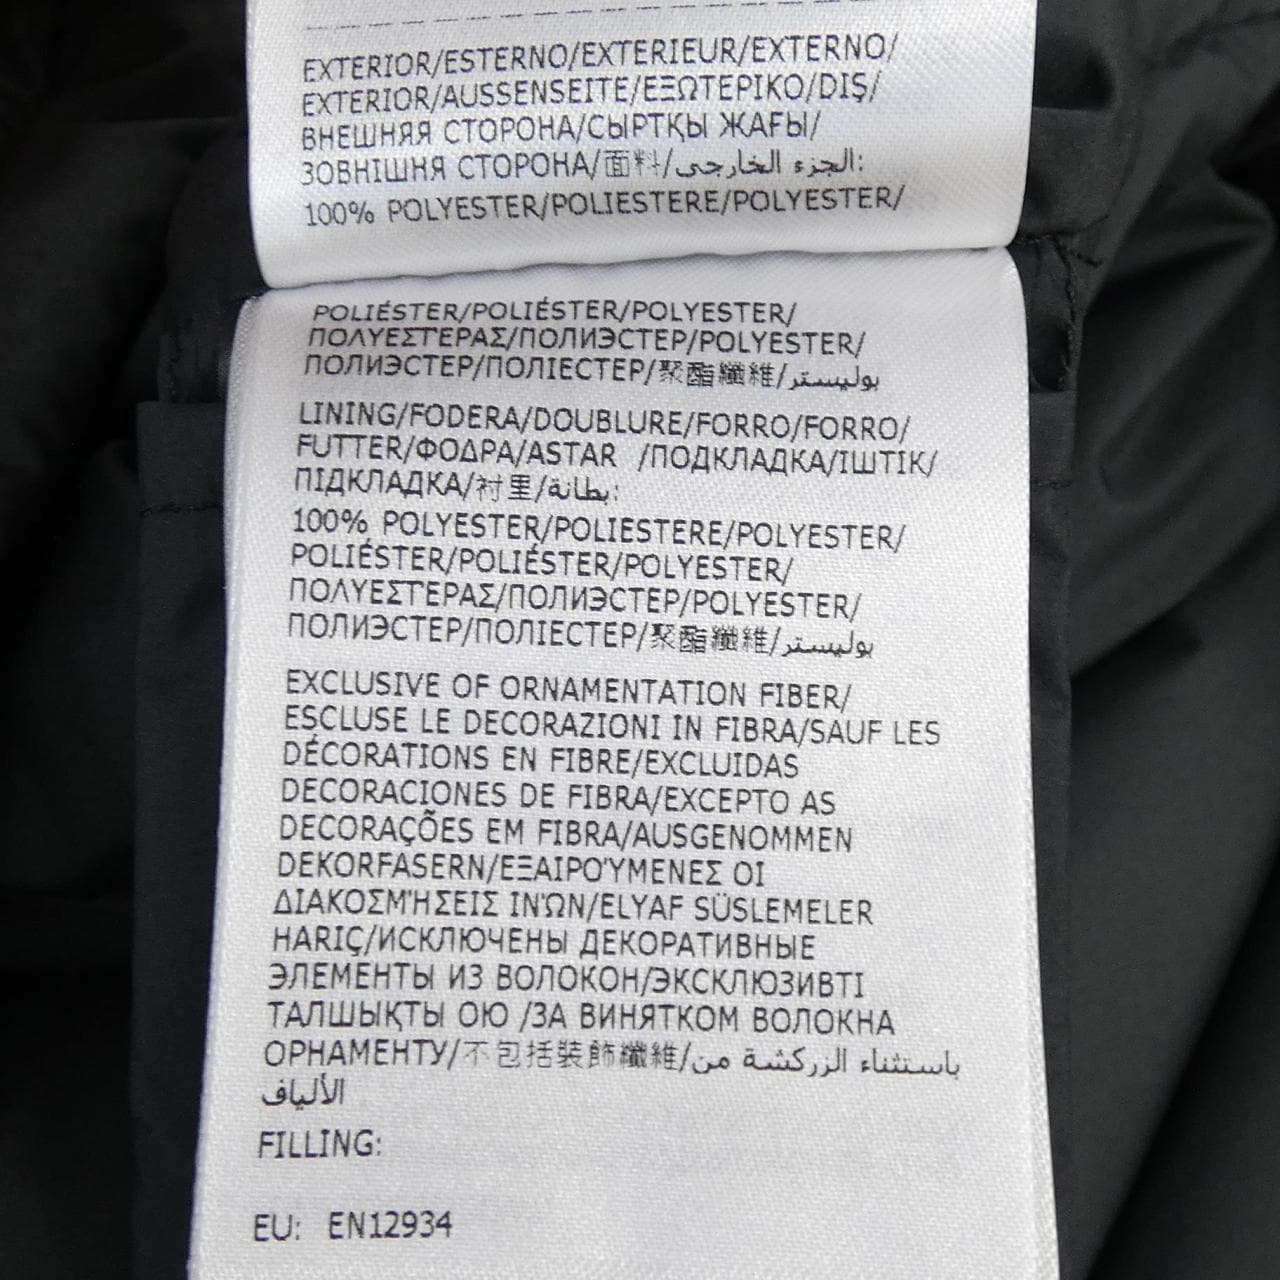 EXTERIOR/ESTERNO/EXTERIEUR/EXTERNO/
EXTERIOR/AUSSENSEITE/ΕΞΩΤΕΡΙΚΟ/DIŞ/
ВНЕШНЯЯ СТОРОНА/СЫРТҚЫ ЖАҒЫ/
ЗОВНІШНЯ СТОРОНА/面料/الجزء الخارجى:
100% POLYESTER/POLIESTERE/POLYESTER/
POLIÉSTER/POLIÉSTER/POLYESTER/
ΠΟΛΥΕΣΤΕΡΑΣ/ПОЛИЭСТЕР/POLYESTER/
ПОЛИЭСТЕР/ПОЛІЕСТЕР/聚酯纖維/بوليستر
LINING/FODERA/DOUBLURE/FORRO/FORRO/
FUTTER/ΦΟΔΡΑ/ASTAR /ПОДКЛАДКА/ІШТІК/
ПІДКЛАДКА/衬里/بطانة:
100% POLYESTER/POLIESTERE/POLYESTER/
POLIÉSTER/POLIÉSTER/POLYESTER/
ΠΟΛΥΕΣΤΕΡΑΣ/ПОЛИЭСТЕР/POLYESTER/
ПОЛИЭСТЕР/ПОЛІЕСТЕР/聚酯纖維/بوليستر
EXCLUSIVE OF ORNAMENTATION FIBER/
ESCLUSE LE DECORAZIONI IN FIBRA/SAUF LES
DÉCORATIONS EN FIBRE/EXCLUIDAS
DECORACIONES DE FIBRA/EXCEPTO AS
DECORAÇÕES EM FIBRA/AUSGENOMMEN
DEKORFASERN/ΕΞΑΙΡΟΎΜΕΝΕΣ ΟΙ
ΔΙΑΚΟΣΜΉΣΕΙΣ ΙΝΏΝ/ELYAF SÜSLEMELER
HARIÇ/ИСКЛЮЧЕНЫ ДЕКОРАТИВНЫЕ
ЭЛЕМЕНТЫ ИЗ ВОЛОКОН/ЭКСКЛЮЗИВТІ
ТАЛШЫҚТЫ ОЮ /ЗА ВИНЯТКОМ ВОЛОКНА
ОРНАМЕНТУ/不包括裝飾纖維/باستثناء الزركشة من
الألياف
FILLING:
EU: EN12934